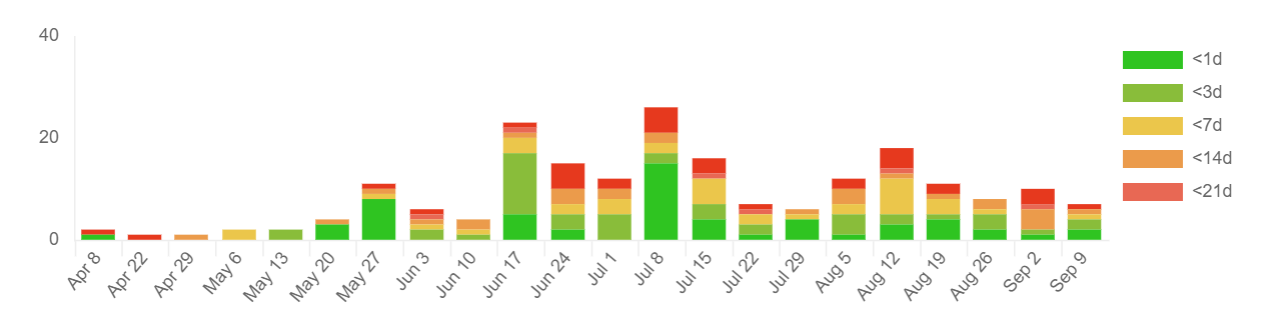 40
20
0
Apr 8
Apr 22
Apr 29
May 6
May 13
May 20
May 27
Jun 3
Jun 10
Jun 17
Jun 24
Jul 1
Jul 8
Jul 15
Jul 22
Jul 29
Aug 5
Aug 12
Aug 19
Aug 26
Sep 2
Sep 9
<1d
<3d
<7d
<14d
<21d